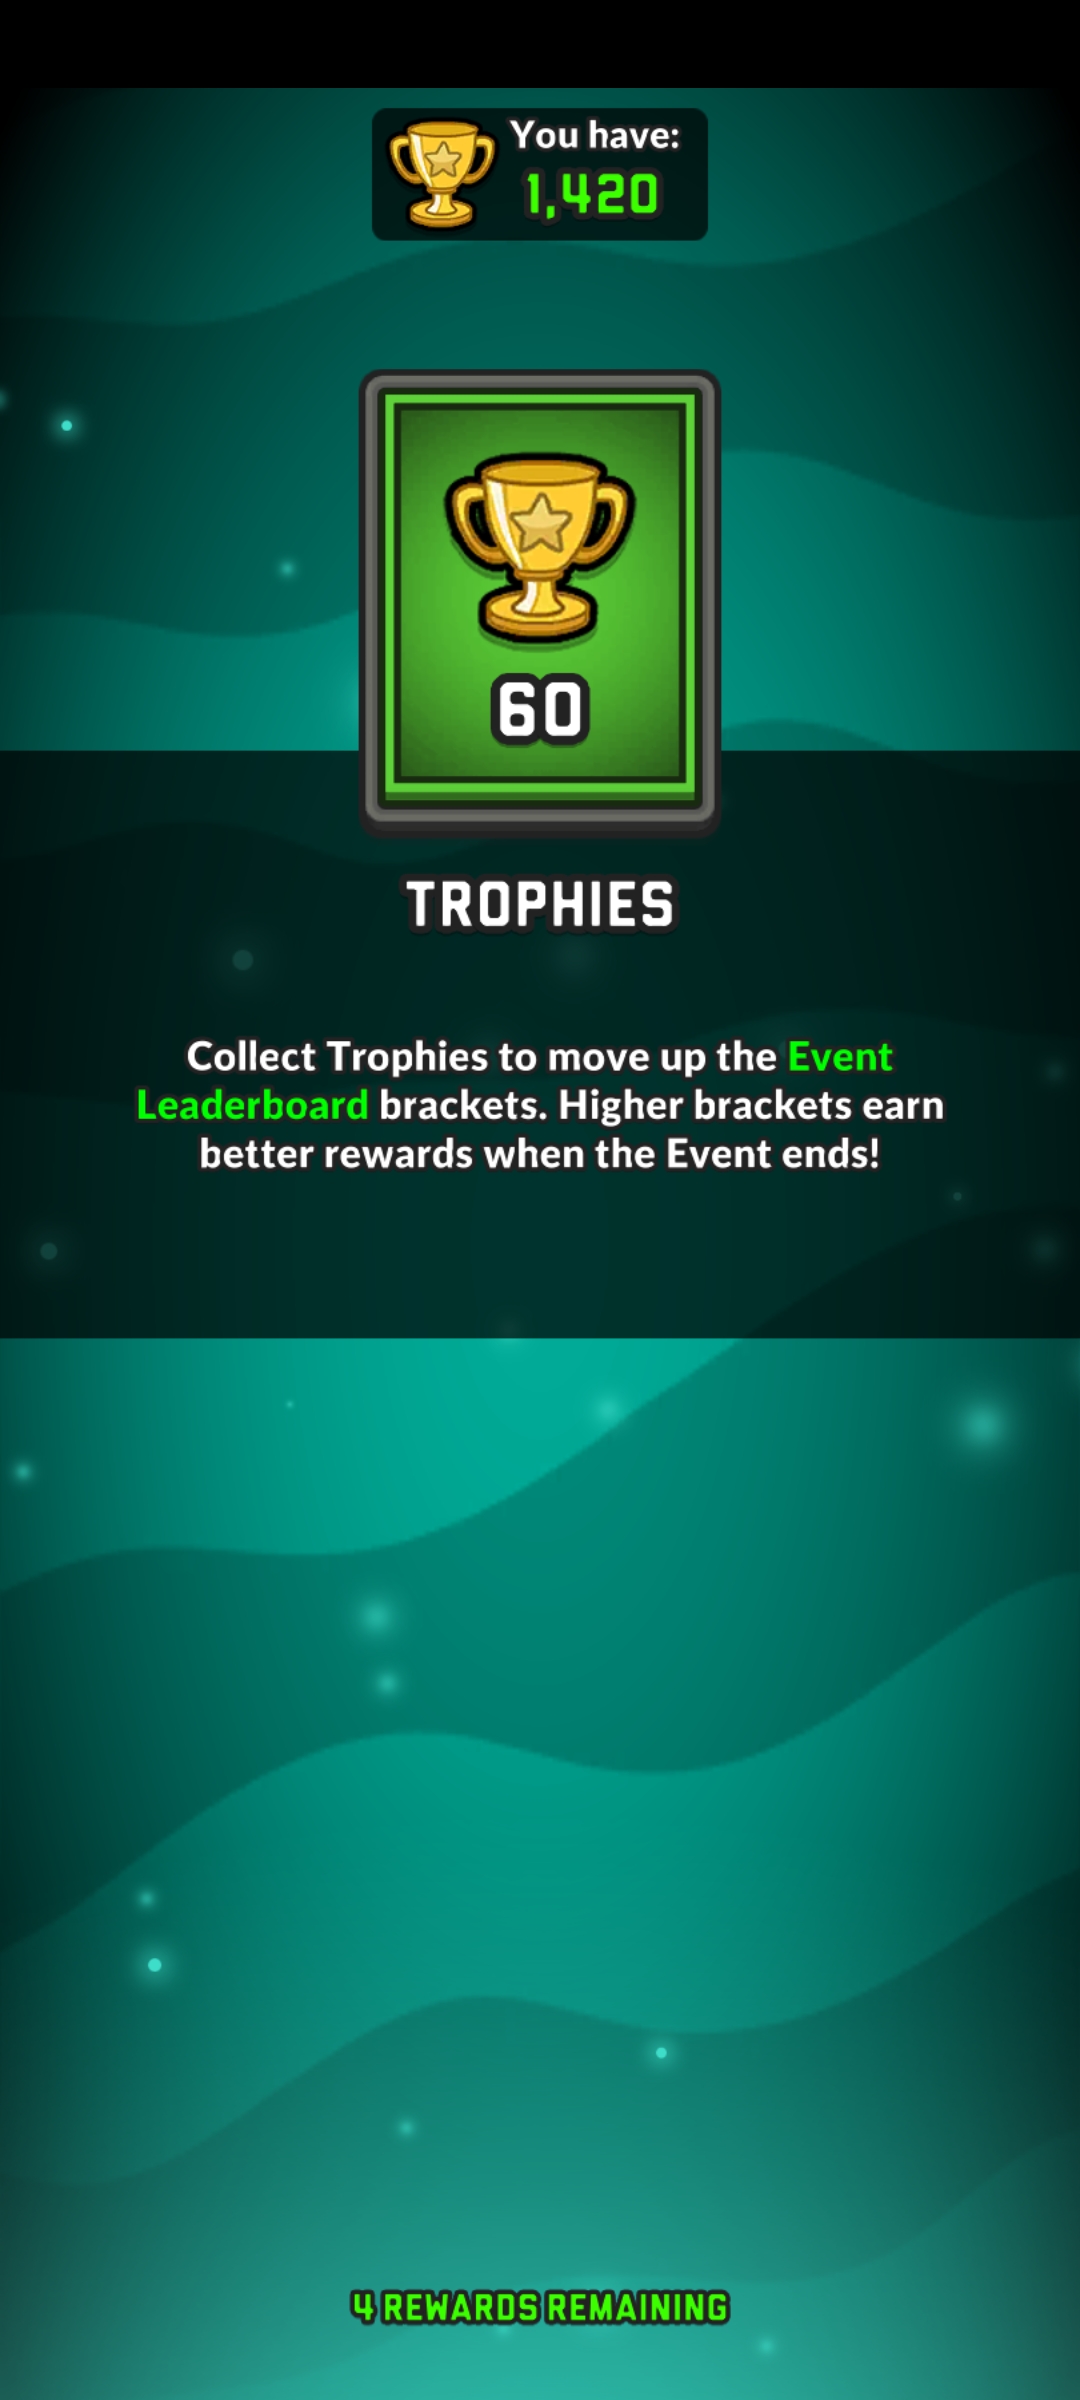 You have:
1,420
60
TROPHIES
Collect Trophies to move up the Event
Leaderboard brackets. Higher brackets earn
better rewards when the Event ends!
4 REWARDS REMAINING